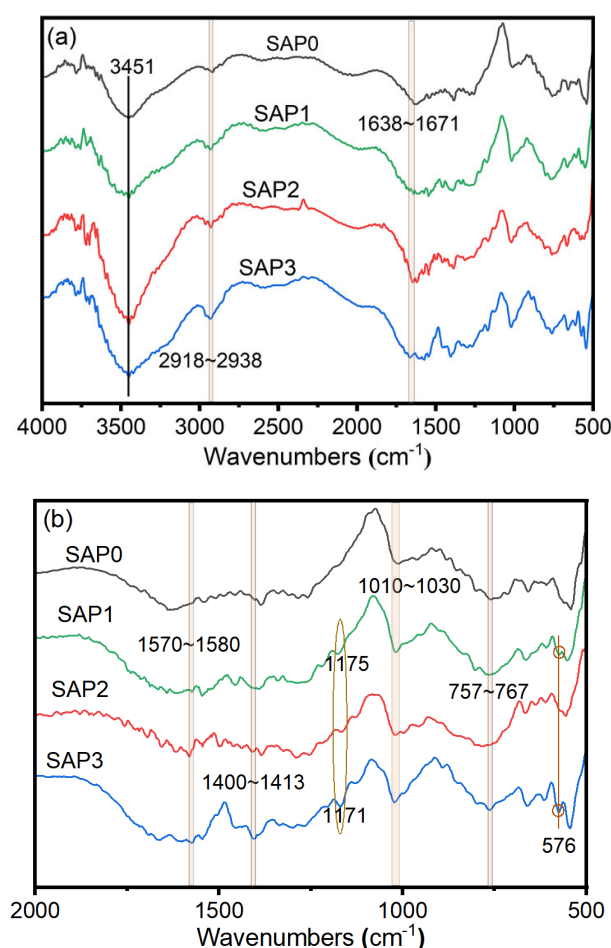 (a)
SAP0
3451
SAP1
1638~1671
SAP2
SAP3
2918~2938
4000 3500 3000 2500 2000 1500 1000 500
Wavenumbers (cm⁻¹)
(b)
SAP0
1010~1030
SAP1
1570~1580
1175
757~767
SAP2
1400~1413
SAP3
1171
576
2000 1500 1000 500
Wavenumbers (cm⁻¹)